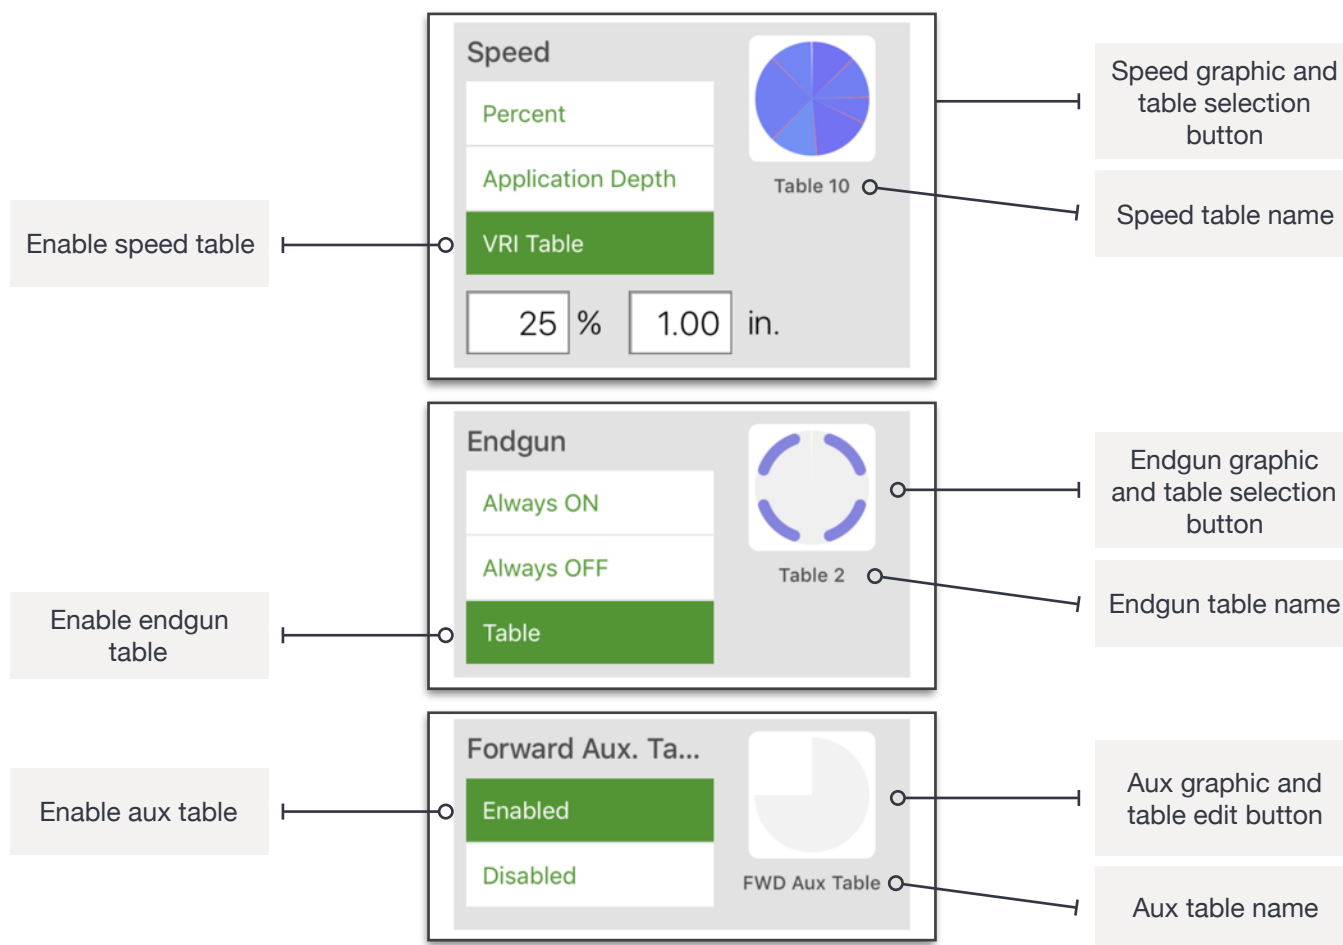 Speed
Percent
Application Depth
VRI Table
25 %
1.00 in.
Table 10
Speed graphic and
table selection
button
Speed table name
Enable speed table
Endgun
Always ON
Always OFF
Table
Table 2
Endgun graphic
and table selection
button
Endgun table name
Enable endgun
table
Forward Aux. Ta...
Enabled
Disabled
FWD Aux Table
Aux graphic and
table edit button
Aux table name
Enable aux table